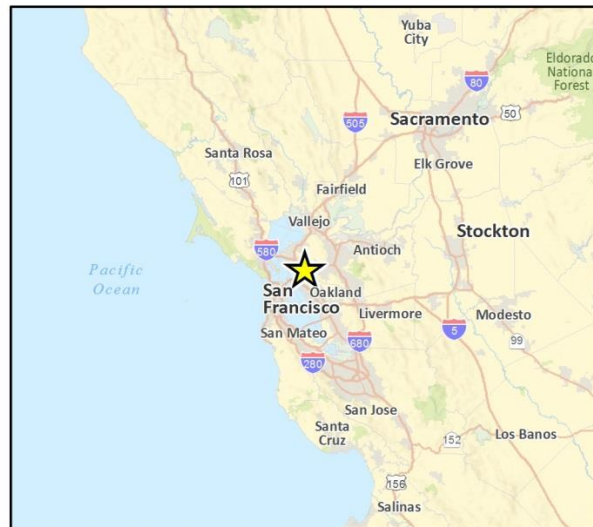 Yuba
City
Eldorado
National
Forest
80
505
Sacramento
50
Santa Rosa
Elk Grove
101
Fairfield
Vallejo
Stockton
580
Antioch
Pacific
Ocean
San
Francisco
Oakland
Livermore
Modesto
San Mateo
5
99
680
280
San Jose
Santa
Cruz
152
Los Banos
156
Salinas